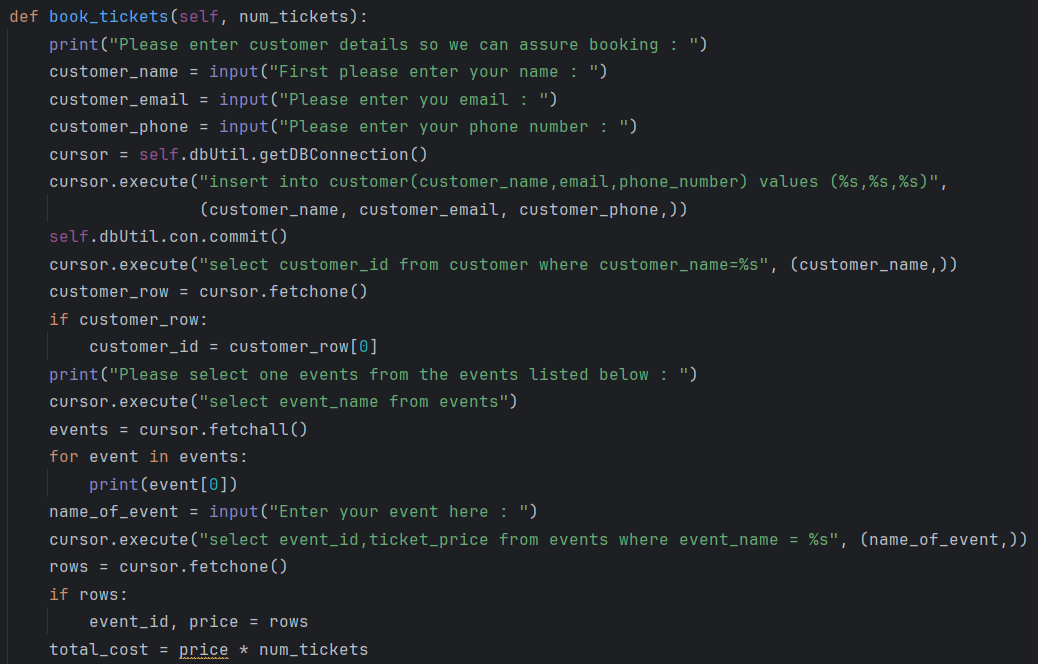 def book_tickets(self, num_tickets):
    print("Please enter customer details so we can assure booking : ")
    customer_name = input("First please enter your name : ")
    customer_email = input("Please enter you email : ")
    customer_phone = input("Please enter your phone number : ")
    cursor = self.dbUtil.getDBConnection()
    cursor.execute("insert into customer(customer_name,email,phone_number) values (%s,%s,%s)",
                   (customer_name, customer_email, customer_phone,))
    self.dbUtil.con.commit()
    cursor.execute("select customer_id from customer where customer_name=%s", (customer_name,))
    customer_row = cursor.fetchone()
    if customer_row:
        customer_id = customer_row[0]
    print("Please select one events from the events listed below : ")
    cursor.execute("select event_name from events")
    events = cursor.fetchall()
    for event in events:
        print(event[0])
    name_of_event = input("Enter your event here : ")
    cursor.execute("select event_id,ticket_price from events where event_name = %s", (name_of_event,))
    rows = cursor.fetchone()
    if rows:
        event_id, price = rows
    total_cost = price * num_tickets